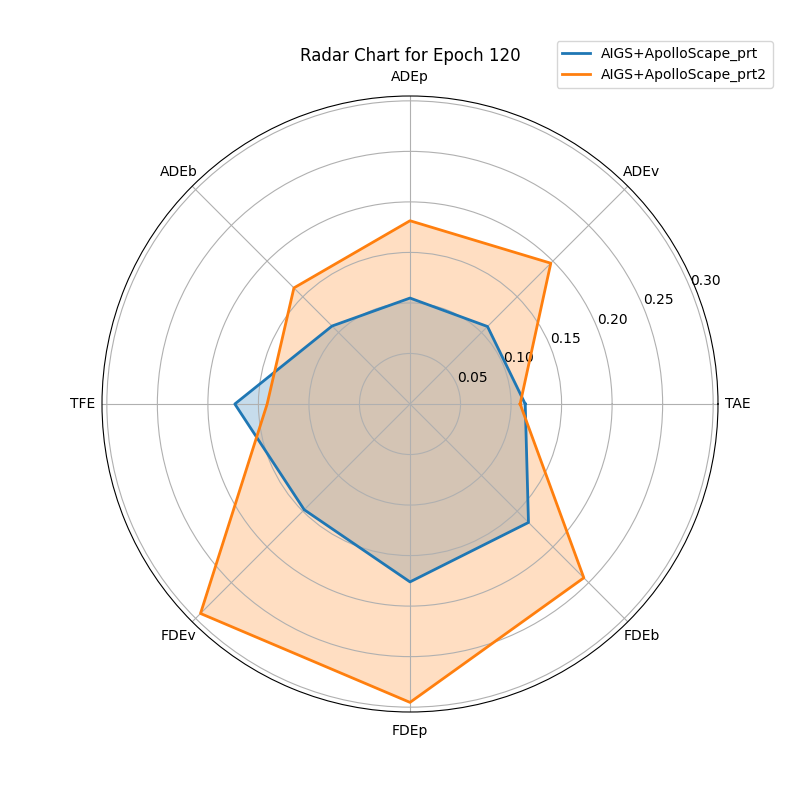 Radar Chart for Epoch 120
AIGS+ApolloScape_prt
AIGS+ApolloScape_prt2
ADEp
ADEb
ADEv
0.30
0.25
0.20
0.15
0.10
0.05
TFE
TAE
FDEv
FDEb
FDEp